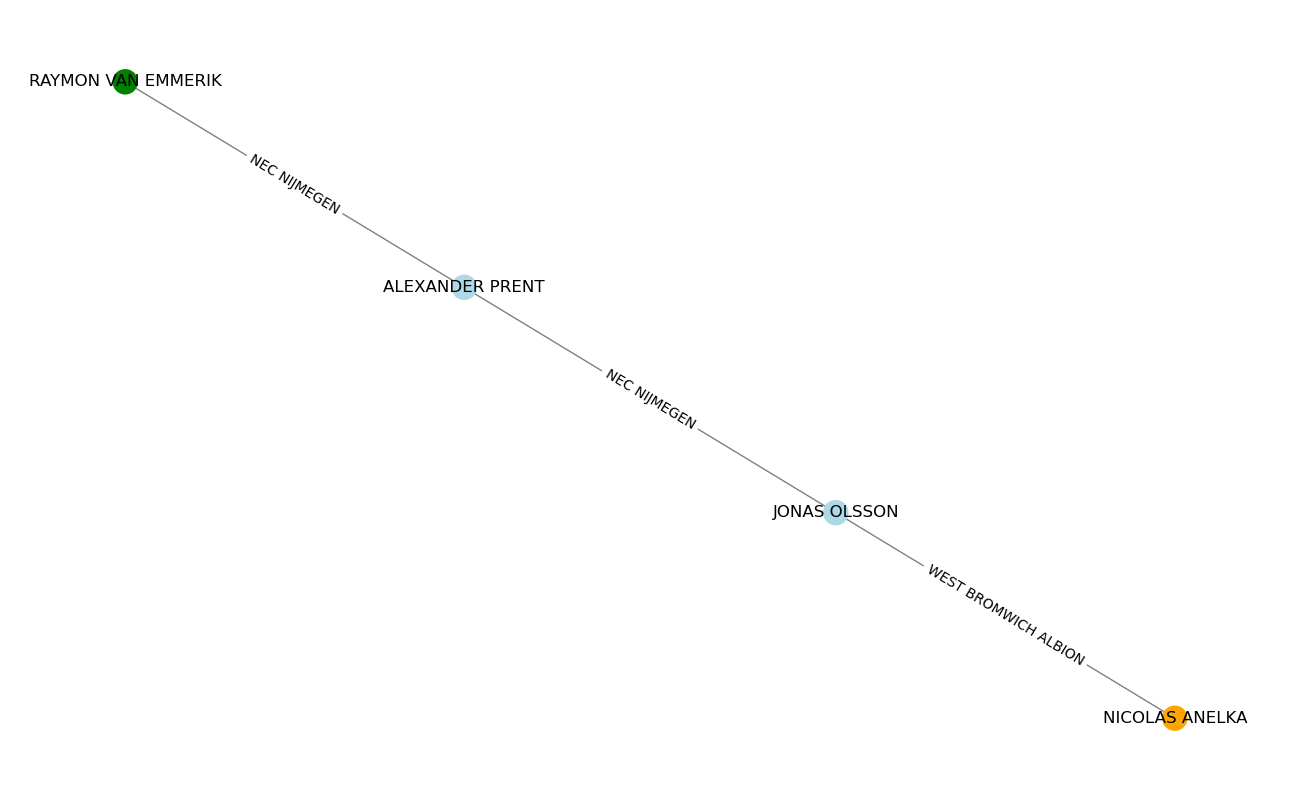 RAYMON VAN EMMERIK
NEC NIJMEGEN
ALEXANDER PRENT
NEC NIJMEGEN
JONAS OLSSON
WEST BROMWICH ALBION
NICOLAS ANELKA